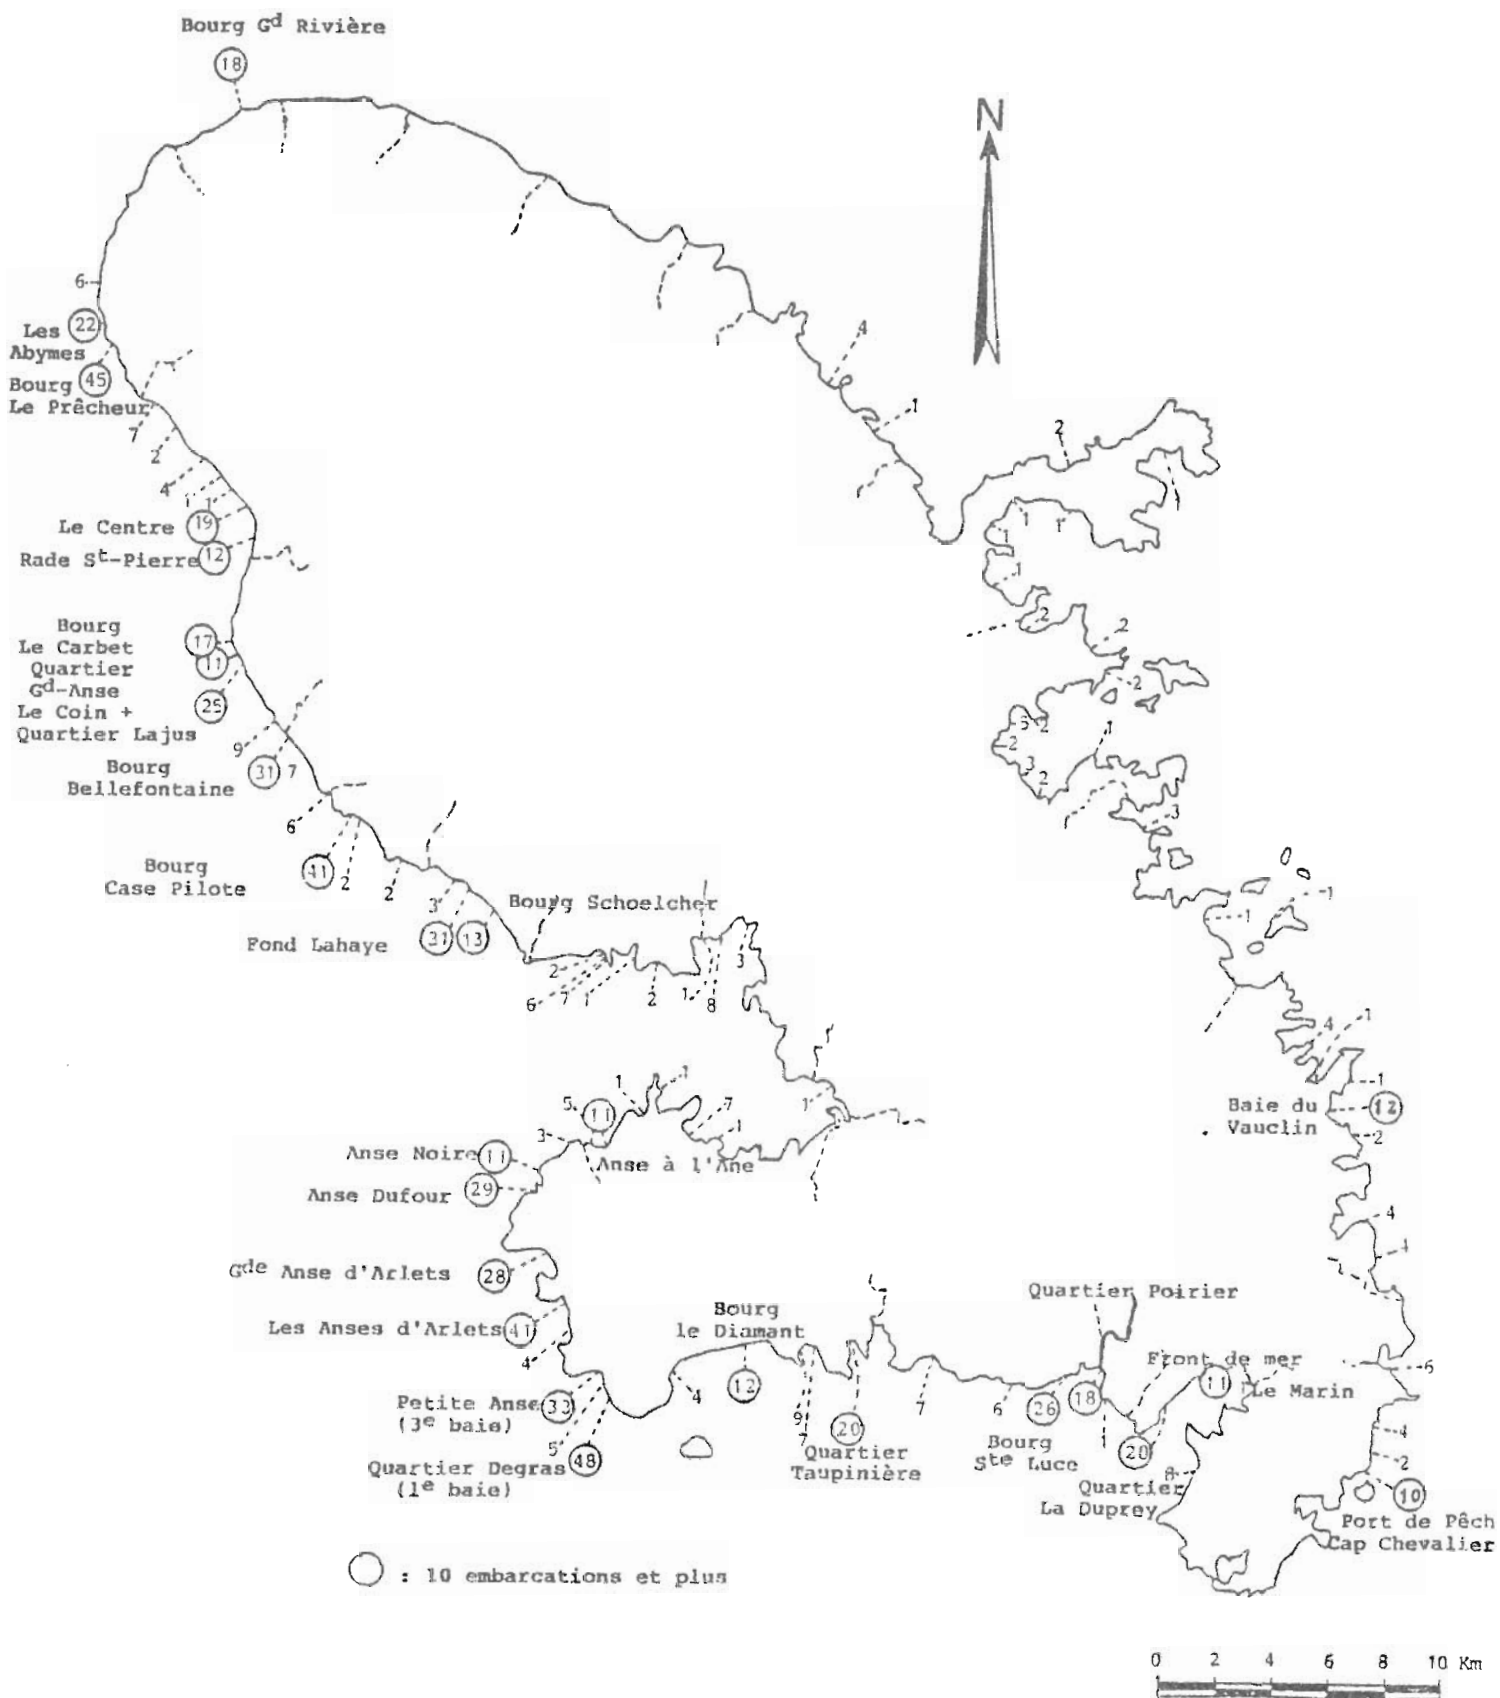 Bourg Gd Rivière
18
N
6
22
Les
Abymes
45
Bourg
Le Prêcheur
7
2
4
1
1
Le Centre
19
Rade St-Pierre
12
Bourg
Le Carbet
17
11
Quartier
Gd-Anse
25
Le Coin +
Quartier Lajus
9
31
7
Bourg
Bellefontaine
6
Bourg
Case Pilote
41
2
2
3
Bourg Schoelcher
Fond Lahaye
31
13
2
6
7
1
2
1
8
3
4
1
2
1
1
1
1
2
2
2
2
2
3
2
1
3
1
1
4
1
1
Baie du
Vauclin
12
2
4
6
4
2
10
Port de Pêch
Cap Chevalier
1
1
1
5
11
7
1
3
Anse à l'Ane
Anse Noire
11
Anse Dufour
29
Gde Anse d'Arlets
28
Les Anses d'Arlets
41
4
Petite Anse
(3e baie)
33
5
Quartier Degras
(1e baie)
48
4
Bourg
le Diamant
12
9
7
20
Quartier
Taupinière
7
6
26
Bourg
Ste Luce
Quartier Poirier
18
1
Front de mer
11
Le Marin
20
Quartier
La Duprey
8
: 10 embarcations et plus
0 2 4 6 8 10 Km